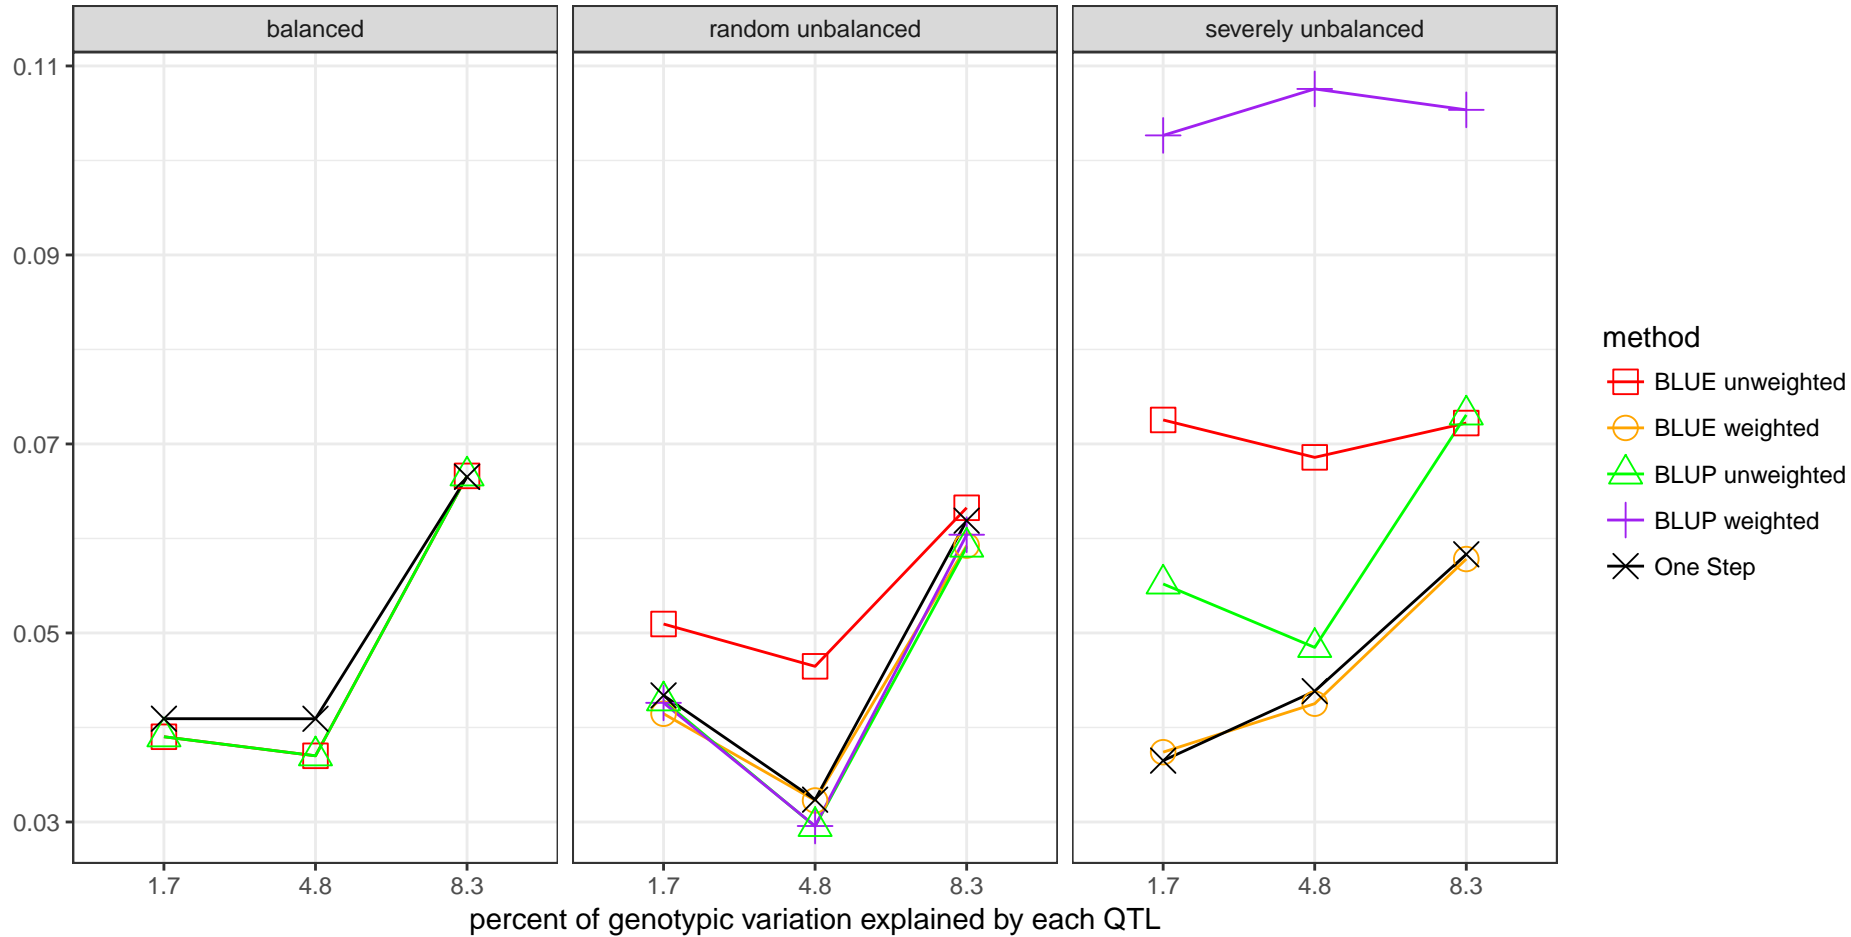 balanced
random unbalanced
severely unbalanced
0.11
0.09
0.07
0.05
0.03
1.7 4.8 8.3
1.7 4.8 8.3
1.7 4.8 8.3
percent of genotypic variation explained by each QTL
method
BLUE unweighted
BLUE weighted
BLUP unweighted
BLUP weighted
One Step